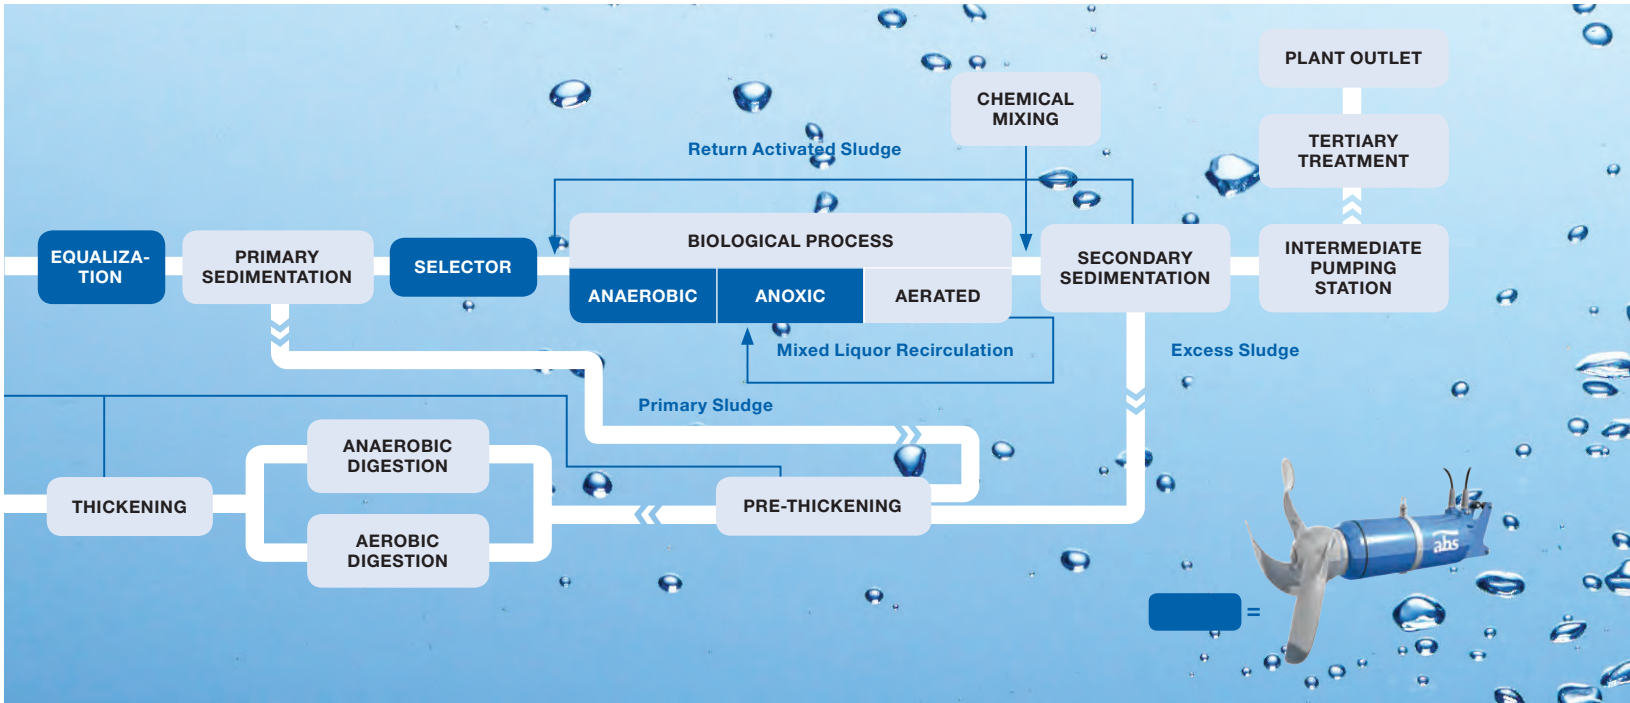 PLANT OUTLET
CHEMICAL
MIXING
TERTIARY
TREATMENT
Return Activated Sludge
EQUALIZA-
TION
PRIMARY
SEDIMENTATION
SELECTOR
BIOLOGICAL PROCESS
ANAEROBIC
ANOXIC
AERATED
SECONDARY
SEDIMENTATION
INTERMEDIATE
PUMPING
STATION
Mixed Liquor Recirculation
Excess Sludge
Primary Sludge
ANAEROBIC
DIGESTION
THICKENING
PRE-THICKENING
AEROBIC
DIGESTION
abs
=